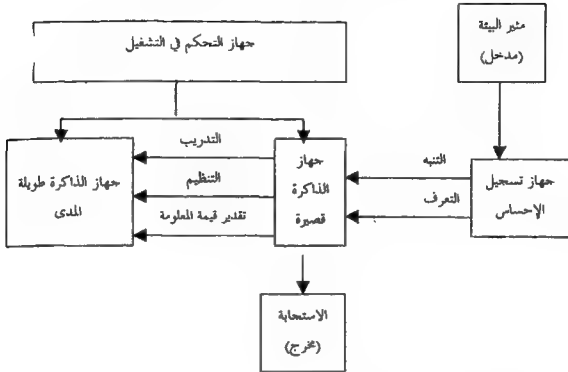 مثير البيئة
(مدخل)
جهاز التحكم في التشغيل
التدريب
التنظيم
تقدير قيمة المعلومة
التنبه
التعرف
جهاز تسجيل
الإحساس
جهاز
الذاكرة
قصيرة
جهاز الذاكرة طويلة
المدى
الاستجابة
(مخرج)